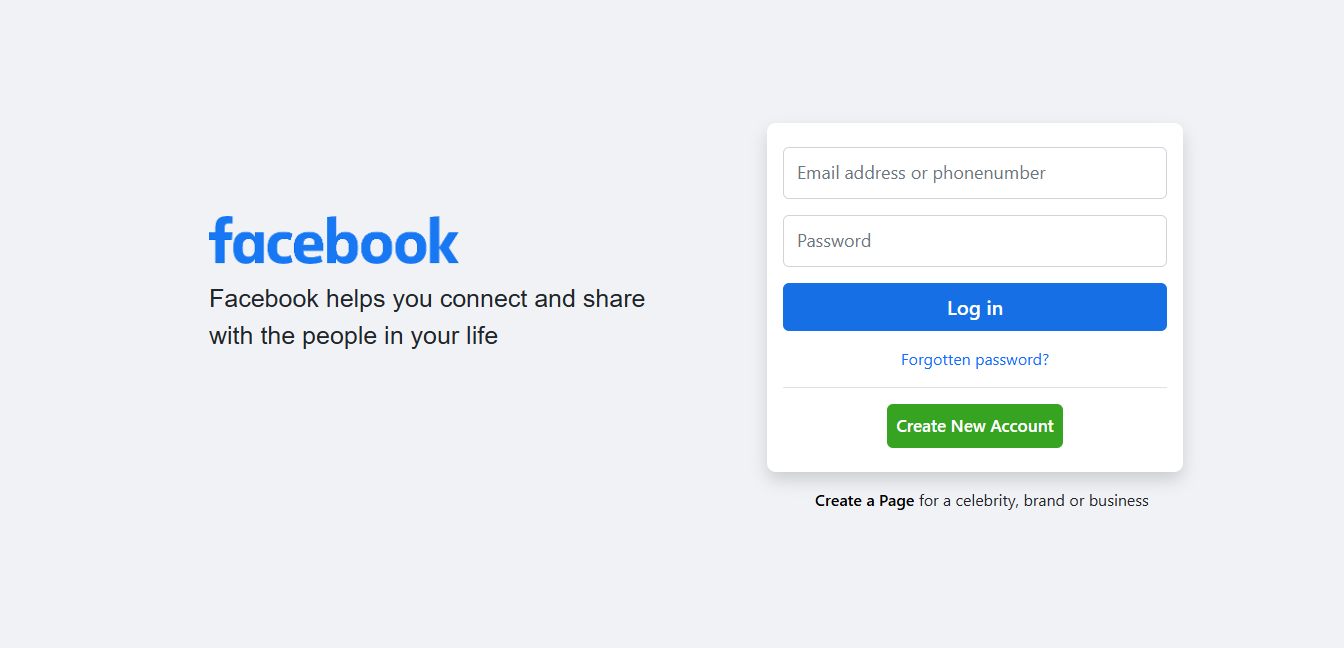 facebook
Facebook helps you connect and share
with the people in your life
Email address or phonenumber
Password
Log in
Forgotten password?
Create New Account
Create a Page for a celebrity, brand or business